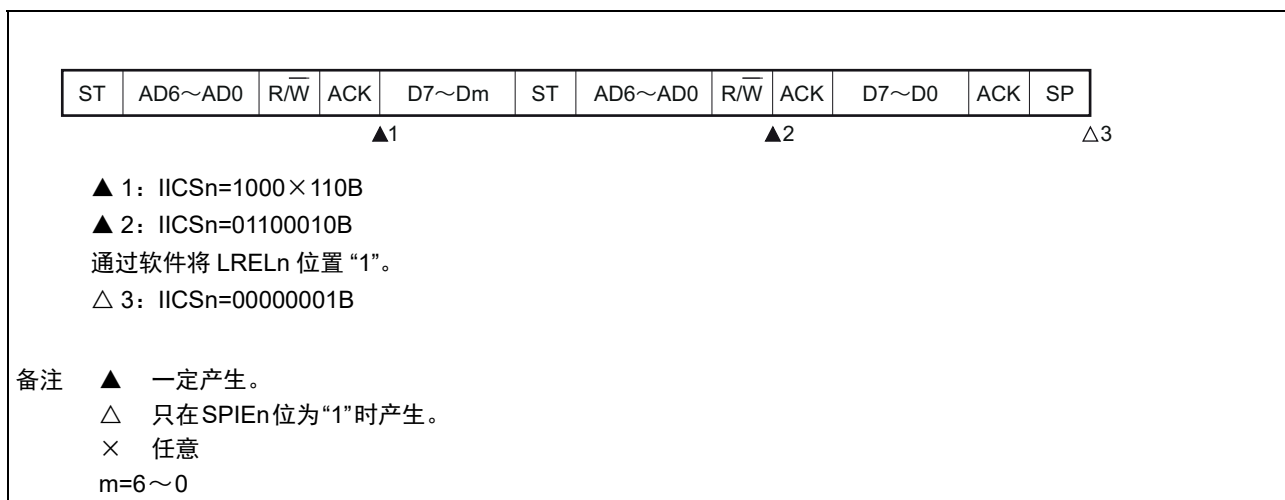 ST AD6～AD0 R/W̅ ACK D7～Dm ST AD6～AD0 R/W̅ ACK D7～D0 ACK SP
▲1 ▲2 △3
▲ 1：IICSn=1000×110B
▲ 2：IICSn=01100010B
通过软件将 LRELn 位置 “1”。
△ 3：IICSn=00000001B
备注 ▲ 一定产生。
△ 只在SPIEn位为“1”时产生。
× 任意
m=6～0